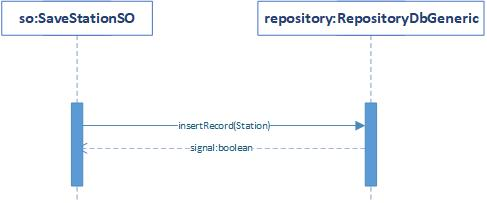 so:SaveStationSO
repository:RepositoryDbGeneric
insertRecord(Station)
signal:boolean